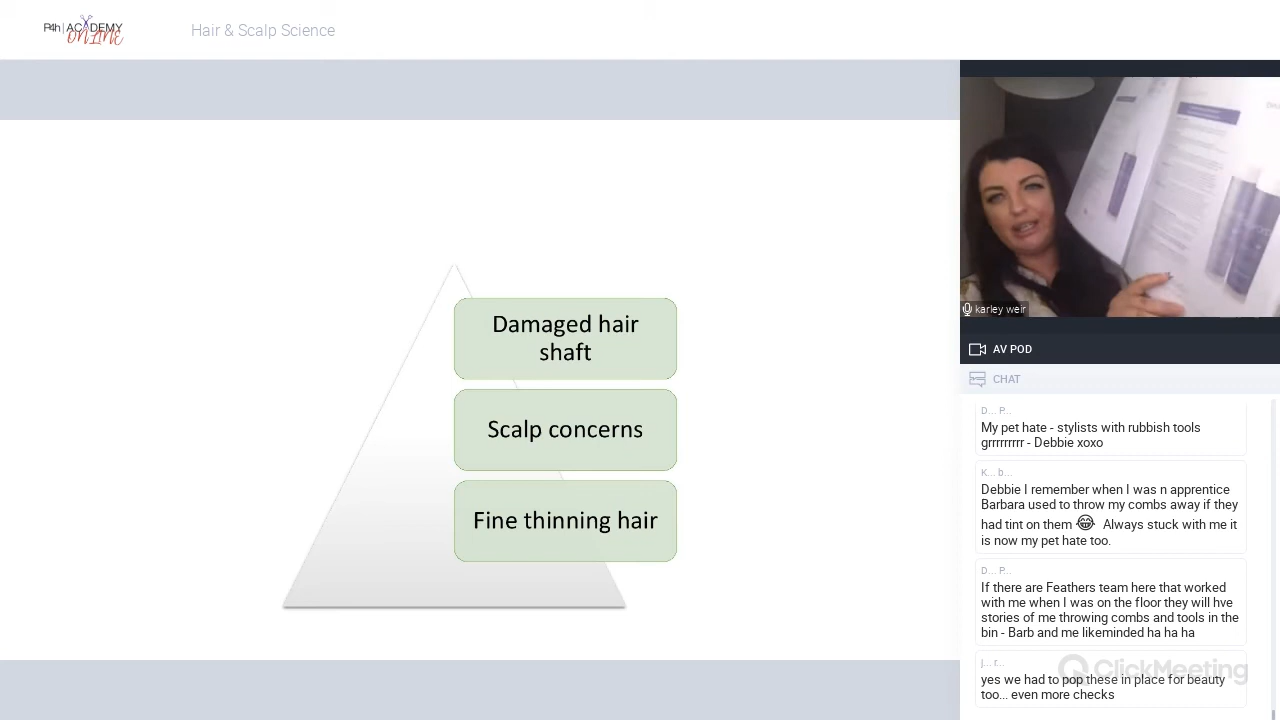 P4h | ACADEMY
ONLINE
Hair & Scalp Science
Damaged hair
shaft
Scalp concerns
Fine thinning hair
karley weir
AV POD
CHAT
D... P...
My pet hate - stylists with rubbish tools
grrrrrrrrr - Debbie xoxo
K... b...
Debbie I remember when I was n apprentice
Barbara used to throw my combs away if they
had tint on them 😂 Always stuck with me it
is now my pet hate too.
D... P...
If there are Feathers team here that worked
with me when I was on the floor they will hve
stories of me throwing combs and tools in the
bin - Barb and me likeminded ha ha ha
j... r...
ClickMeeting
yes we had to pop these in place for beauty
too... even more checks